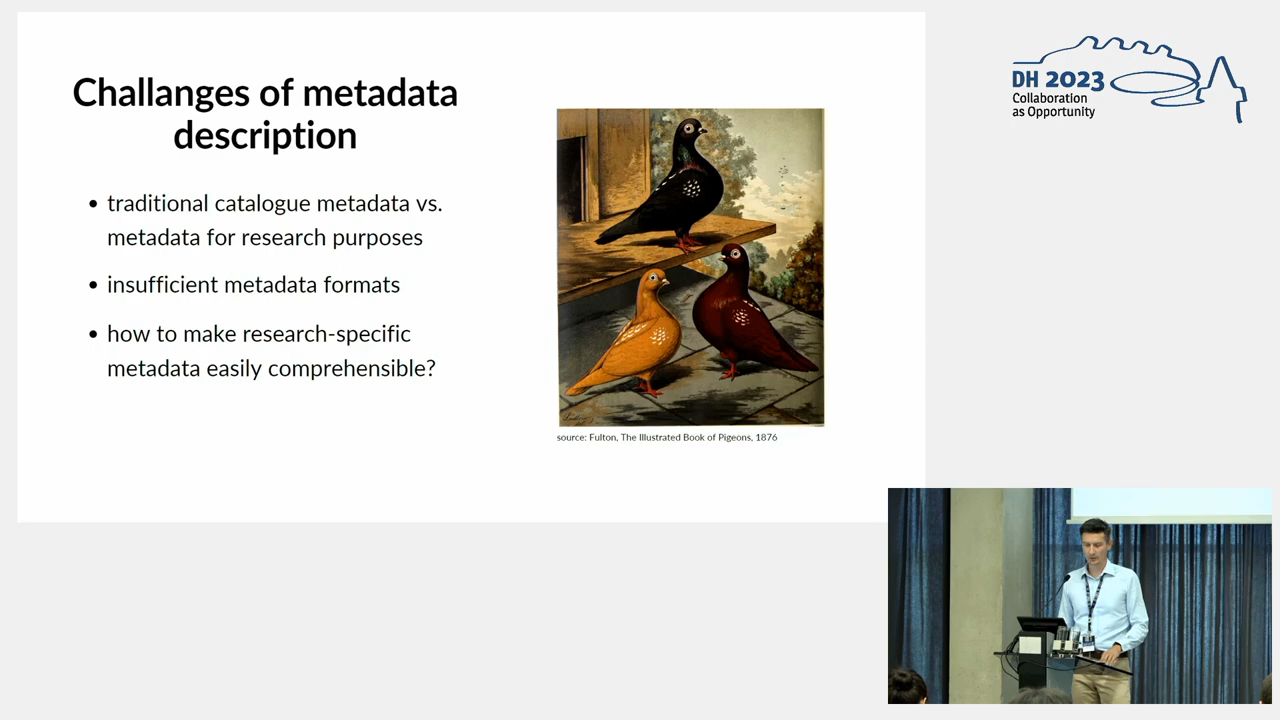 Challanges of metadata
description
• traditional catalogue metadata vs.
metadata for research purposes
• insufficient metadata formats
• how to make research-specific
metadata easily comprehensible?
source: Fulton, The Illustrated Book of Pigeons, 1876
DH 2023
Collaboration
as Opportunity